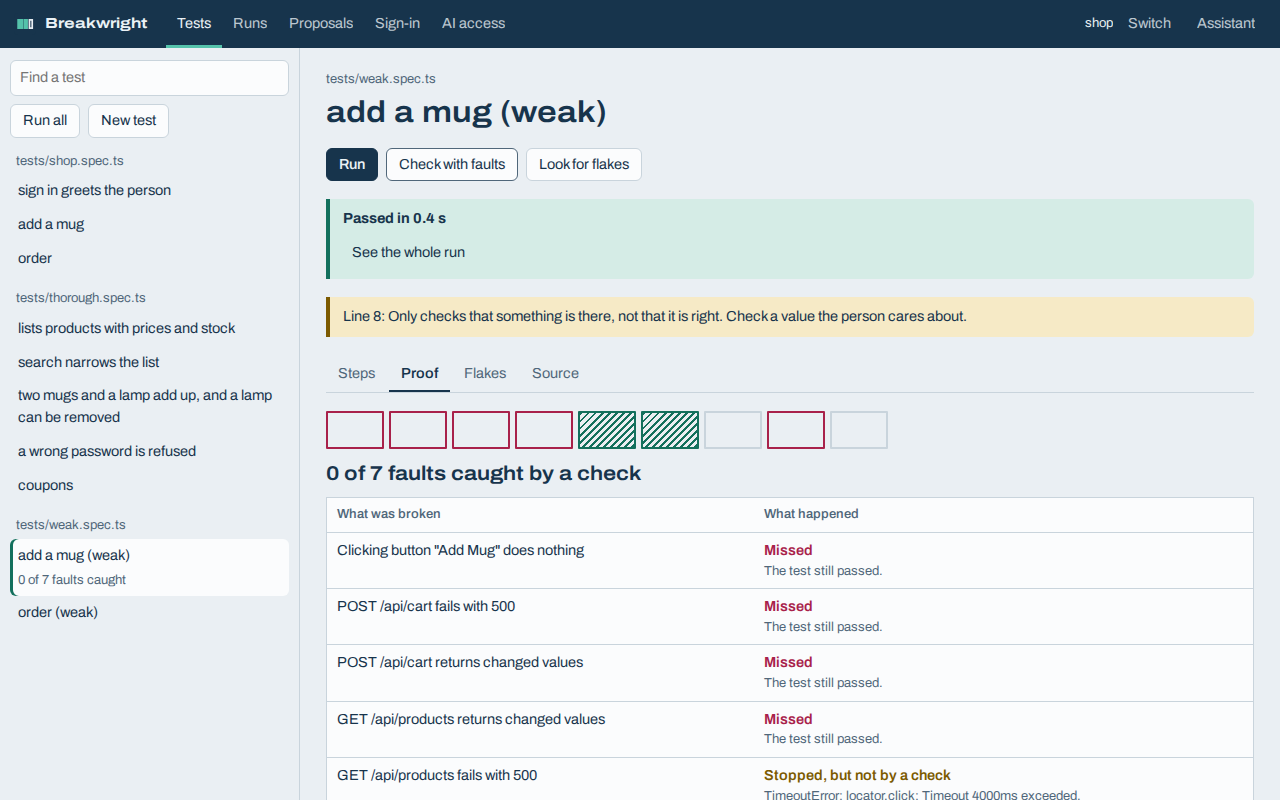 Breakwright Tests Runs Proposals Sign-in AI access shop Switch Assistant
Find a test
Run all New test
tests/shop.spec.ts
sign in greets the person
add a mug
order
tests/thorough.spec.ts
lists products with prices and stock
search narrows the list
two mugs and a lamp add up, and a lamp
can be removed
a wrong password is refused
coupons
tests/weak.spec.ts
add a mug (weak)
0 of 7 faults caught
order (weak)
tests/weak.spec.ts
add a mug (weak)
Run Check with faults Look for flakes
Passed in 0.4 s
See the whole run
Line 8: Only checks that something is there, not that it is right. Check a value the person cares about.
Steps Proof Flakes Source
0 of 7 faults caught by a check
What was broken What happened
Clicking button "Add Mug" does nothing Missed
The test still passed.
POST /api/cart fails with 500 Missed
The test still passed.
POST /api/cart returns changed values Missed
The test still passed.
GET /api/products returns changed values Missed
The test still passed.
GET /api/products fails with 500 Stopped, but not by a check
TimeoutError: locator.click: Timeout 4000ms exceeded.